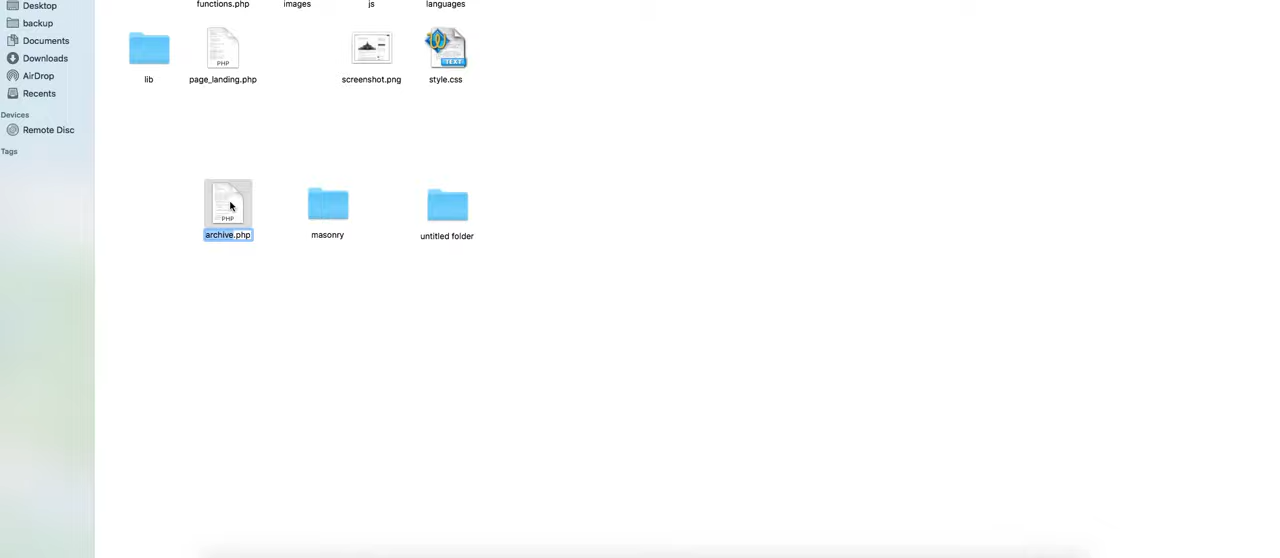 Desktop
backup
Documents
Downloads
AirDrop
Recents
Devices
Remote Disc
Tags
functions.php
images
js
languages
PHP
TEXT
lib
page_landing.php
screenshot.png
style.css
PHP
archive.php
masonry
untitled folder